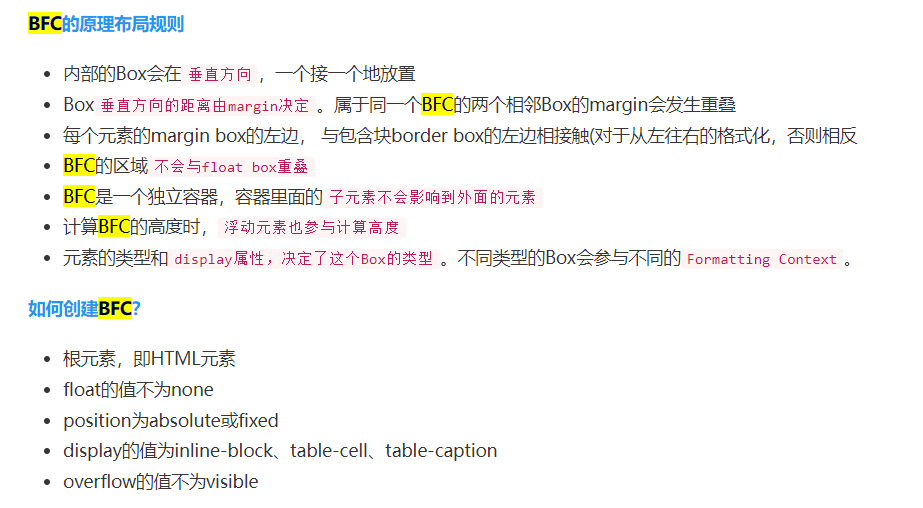 BFC的原理布局规则
内部的Box会在 垂直方向 ，一个接一个地放置
Box 垂直方向的距离由margin决定 。属于同一个BFC的两个相邻Box的margin会发生重叠
每个元素的margin box的左边， 与包含块border box的左边相接触(对于从左往右的格式化，否则相反
BFC的区域 不会与float box重叠
BFC是一个独立容器，容器里面的 子元素不会影响到外面的元素
计算BFC的高度时， 浮动元素也参与计算高度
元素的类型和 display属性，决定了这个Box的类型 。不同类型的Box会参与不同的 Formatting Context 。
如何创建BFC？
根元素，即HTML元素
float的值不为none
position为absolute或fixed
display的值为inline-block、table-cell、table-caption
overflow的值不为visible